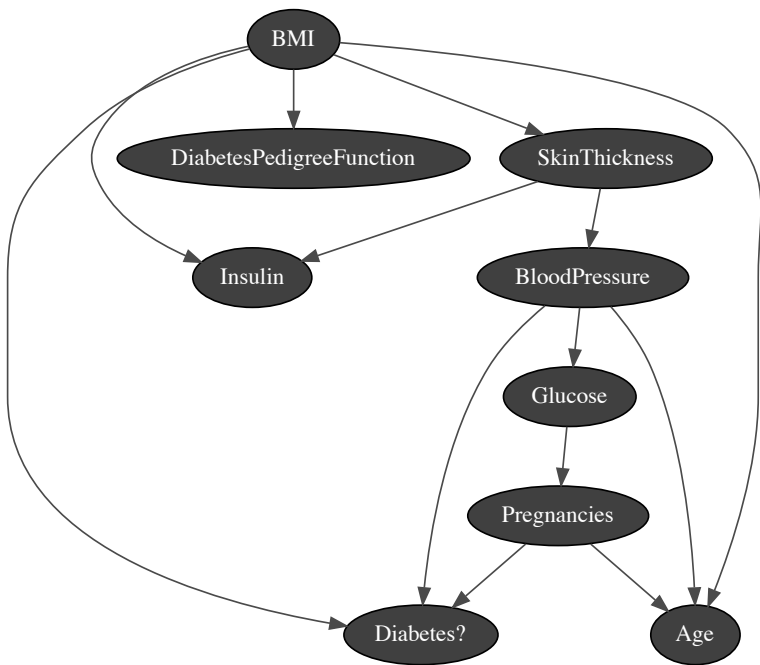 BMI
DiabetesPedigreeFunction
SkinThickness
Insulin
BloodPressure
Glucose
Pregnancies
Diabetes?
Age